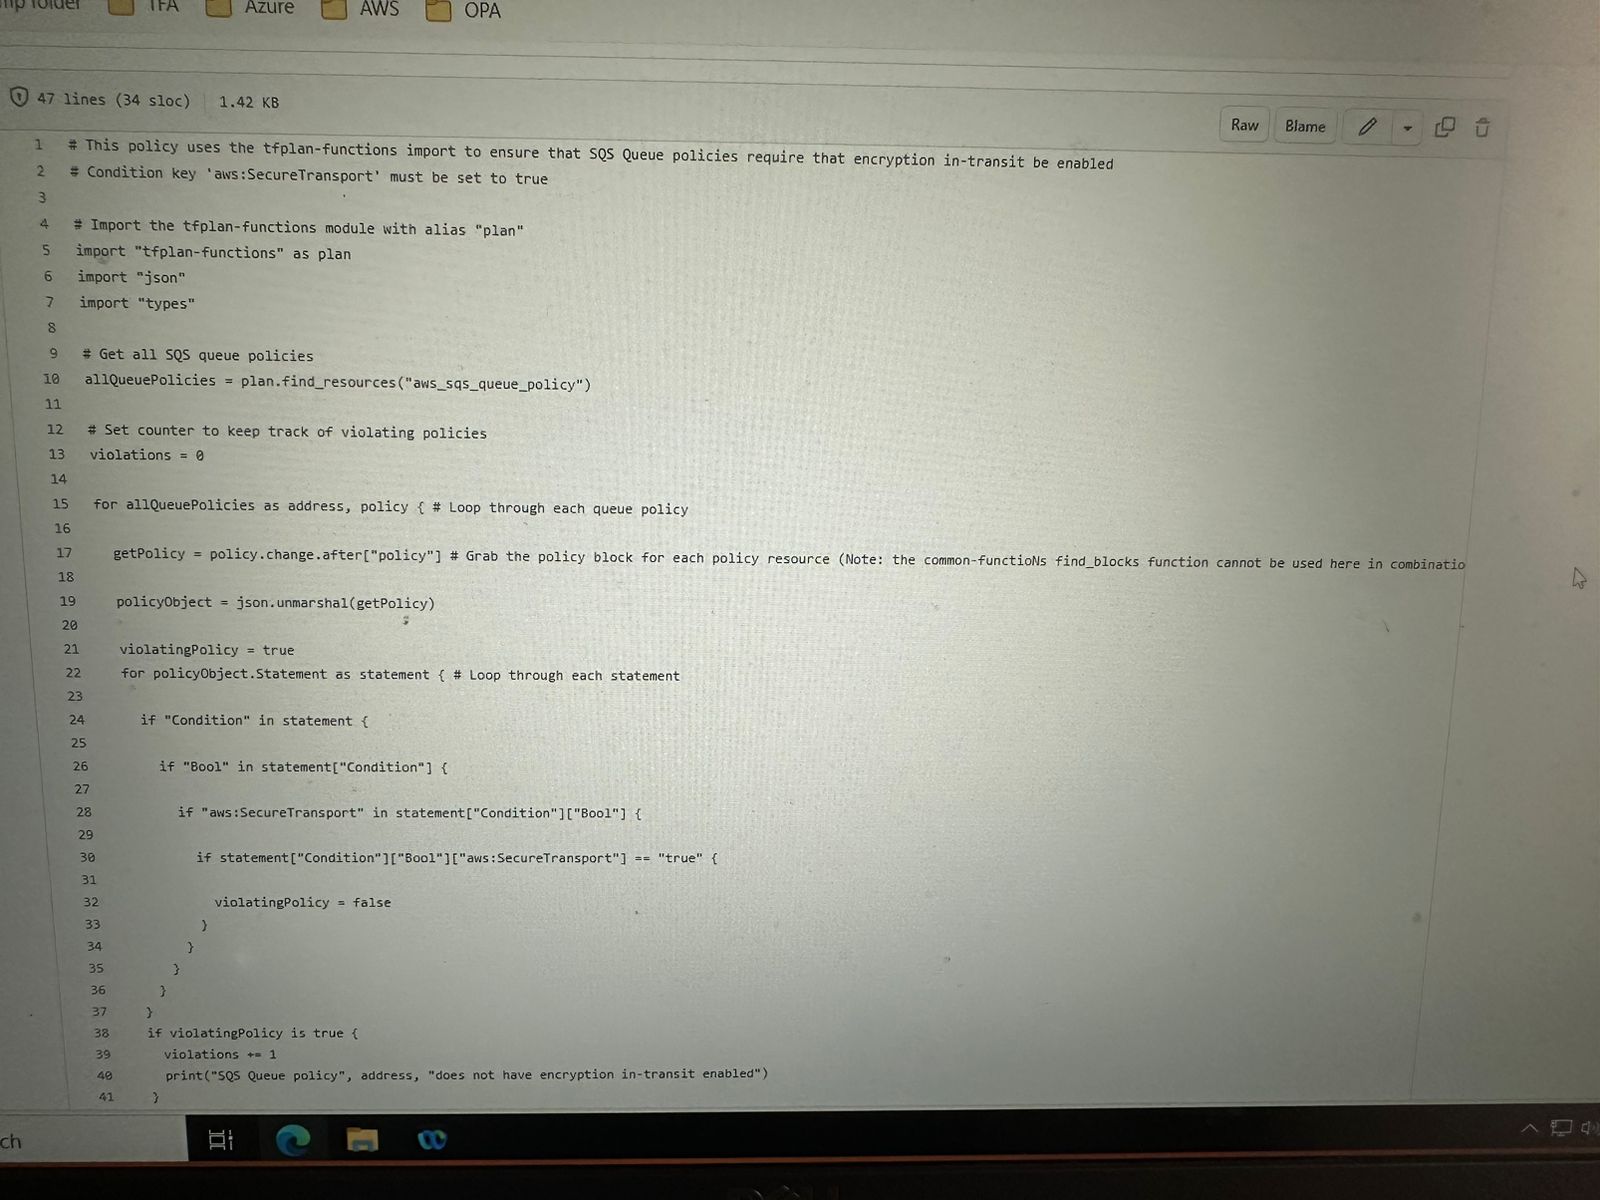 TFA Azure AWS OPA
47 lines (34 sloc) 1.42 KB
Raw Blame
1 # This policy uses the tfplan-functions import to ensure that SQS Queue policies require that encryption in-transit be enabled
2 # Condition key 'aws:SecureTransport' must be set to true
3
4 # Import the tfplan-functions module with alias "plan"
5 import "tfplan-functions" as plan
6 import "json"
7 import "types"
8
9 # Get all SQS queue policies
10 allQueuePolicies = plan.find_resources("aws_sqs_queue_policy")
11
12 # Set counter to keep track of violating policies
13 violations = 0
14
15 for allQueuePolicies as address, policy { # Loop through each queue policy
16
17 getPolicy = policy.change.after["policy"] # Grab the policy block for each policy resource (Note: the common-functioNs find_blocks function cannot be used here in combinatio
18
19 policyObject = json.unmarshal(getPolicy)
20
21 violatingPolicy = true
22 for policyObject.Statement as statement { # Loop through each statement
23
24 if "Condition" in statement {
25
26 if "Bool" in statement["Condition"] {
27
28 if "aws:SecureTransport" in statement["Condition"]["Bool"] {
29
30 if statement["Condition"]["Bool"]["aws:SecureTransport"] == "true" {
31
32 violatingPolicy = false
33 }
34 }
35 }
36 }
37 }
38 if violatingPolicy is true {
39 violations += 1
40 print("SQS Queue policy", address, "does not have encryption in-transit enabled")
41 }
ch